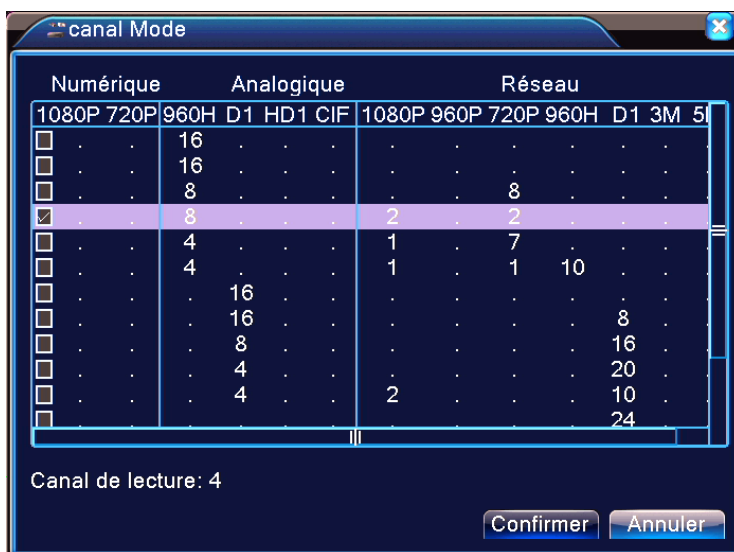 canal Mode
Numérique Analogique Réseau
1080P 720P 960H D1 HD1 CIF 1080P 960P 720P 960H D1 3M
. . 16 . . . . . . . . . .
. . 16 . . . . . . . . . .
. . 8 . . . . . 8 . . . .
. . 8 . . . 2 . 2 . . . .
. . 4 . . . 1 . 7 . . . .
. . 4 . . . 1 . 1 10 . . .
. . . 16 . . . . . . . . .
. . . 16 . . . . . . 8 . .
. . . 8 . . . . . . 16 . .
. . . 4 . . . . . . 20 . .
. . . 4 . . 2 . . . 10 . .
. . . . . . . . . . 24 . .
Canal de lecture: 4
Confirmer Annuler